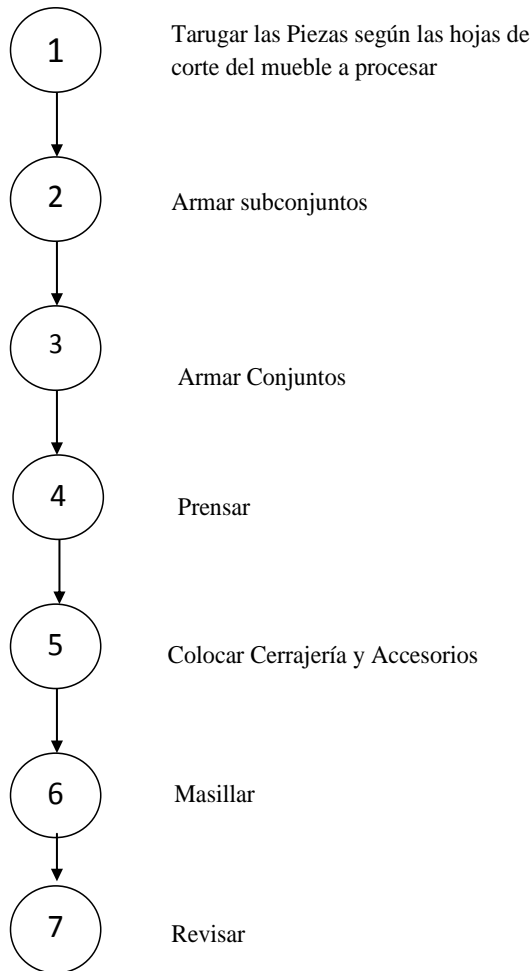 1
Tarugar las Piezas según las hojas de
corte del mueble a procesar
2
Armar subconjuntos
3
Armar Conjuntos
4
Prensar
5
Colocar Cerrajería y Accesorios
6
Masillar
7
Revisar